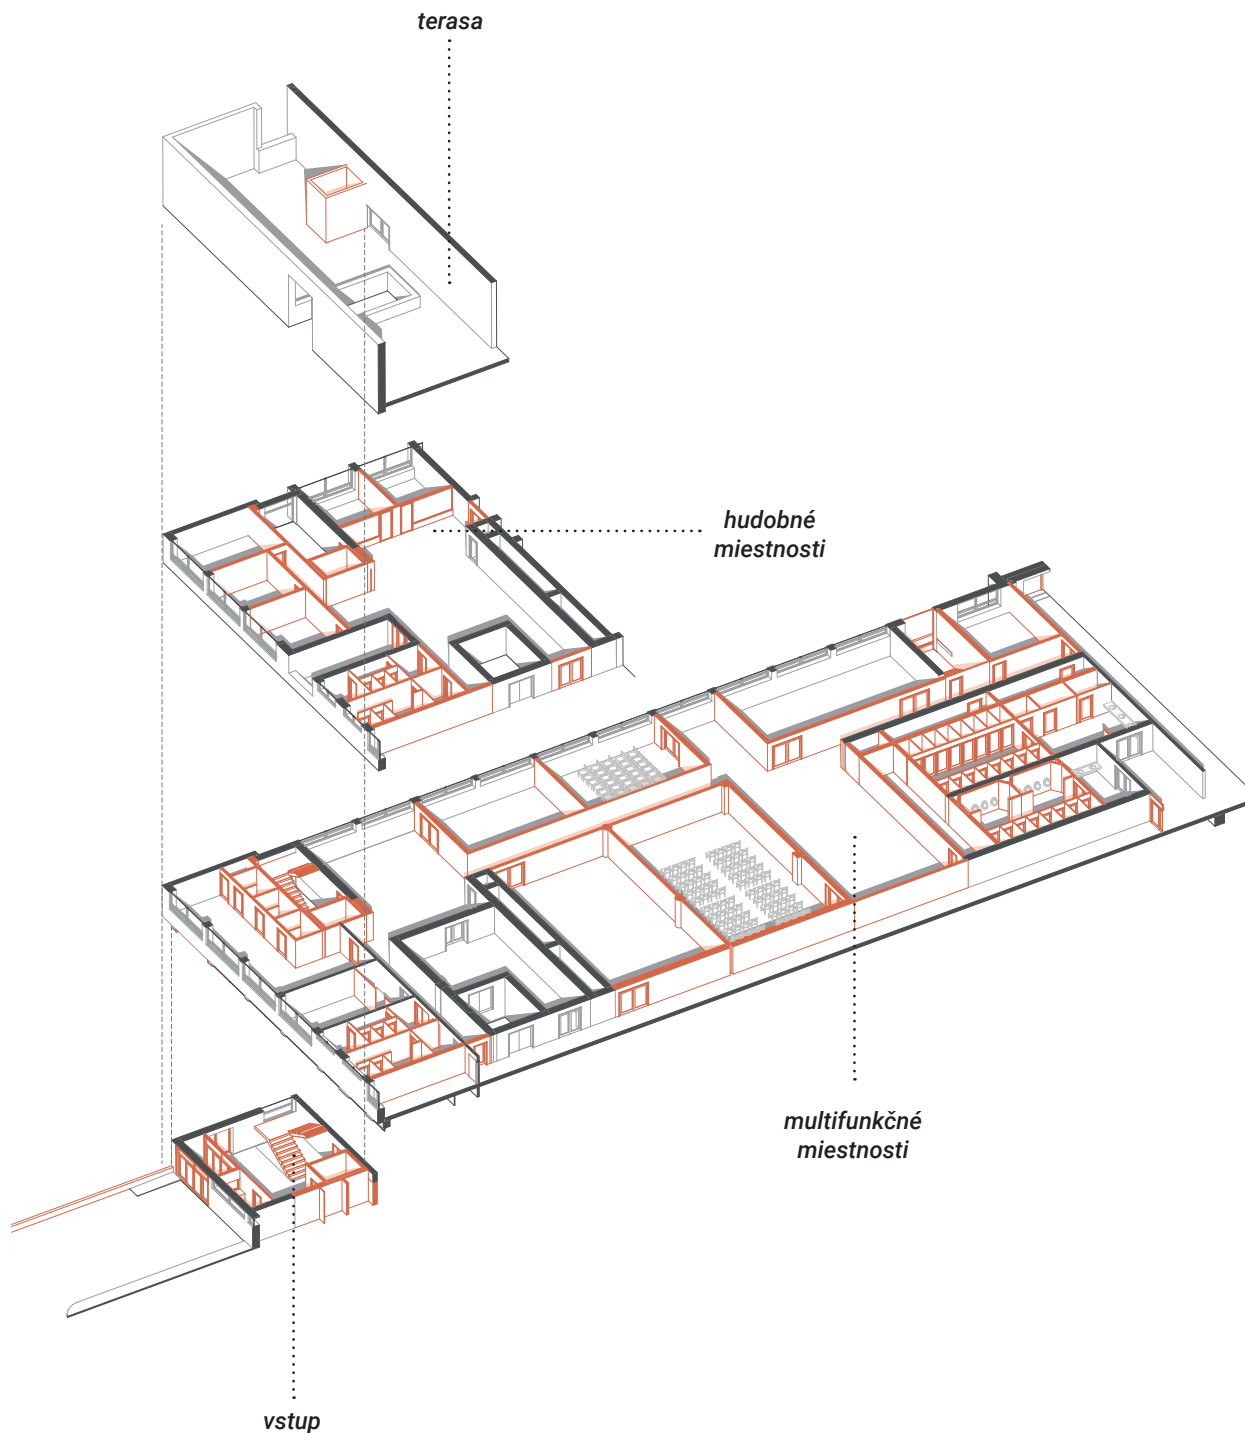 terasa
hudobné
miestnosti
multifunkčné
miestnosti
vstup